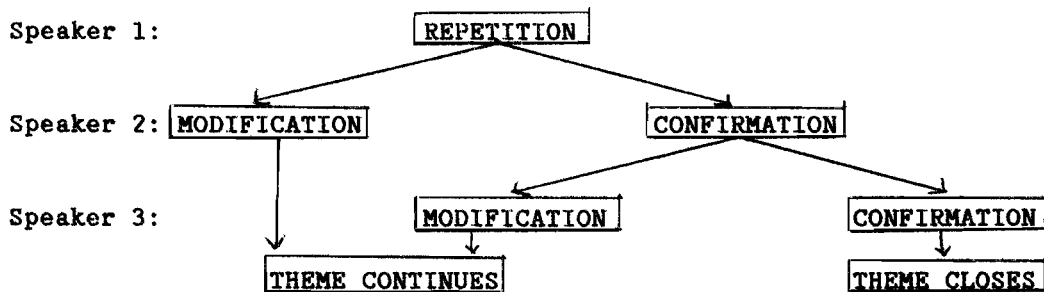 Speaker 1: REPETITION
Speaker 2: MODIFICATION CONFIRMATION
Speaker 3: MODIFICATION CONFIRMATION
THEME CONTINUES THEME CLOSES